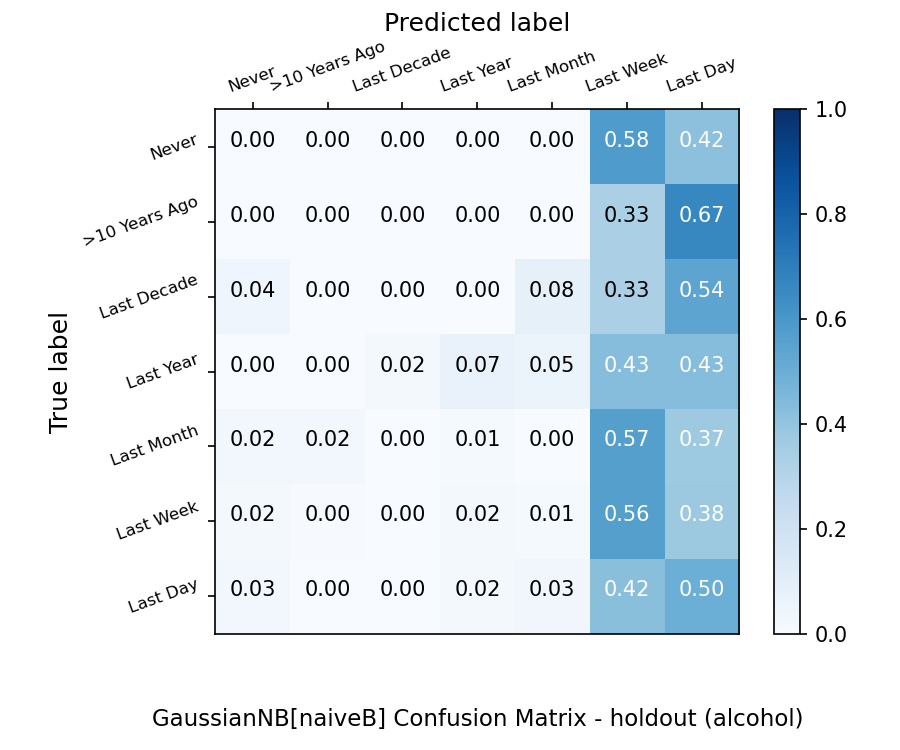 Predicted label
Never >10 Years Ago Last Decade Last Year Last Month Last Week Last Day
True label
Never 0.00 0.00 0.00 0.00 0.00 0.58 0.42
>10 Years Ago 0.00 0.00 0.00 0.00 0.00 0.33 0.67
Last Decade 0.04 0.00 0.00 0.00 0.08 0.33 0.54
Last Year 0.00 0.00 0.02 0.07 0.05 0.43 0.43
Last Month 0.02 0.02 0.00 0.01 0.00 0.57 0.37
Last Week 0.02 0.00 0.00 0.02 0.01 0.56 0.38
Last Day 0.03 0.00 0.00 0.02 0.03 0.42 0.50
1.0
0.8
0.6
0.4
0.2
0.0
GaussianNB[naiveB] Confusion Matrix - holdout (alcohol)